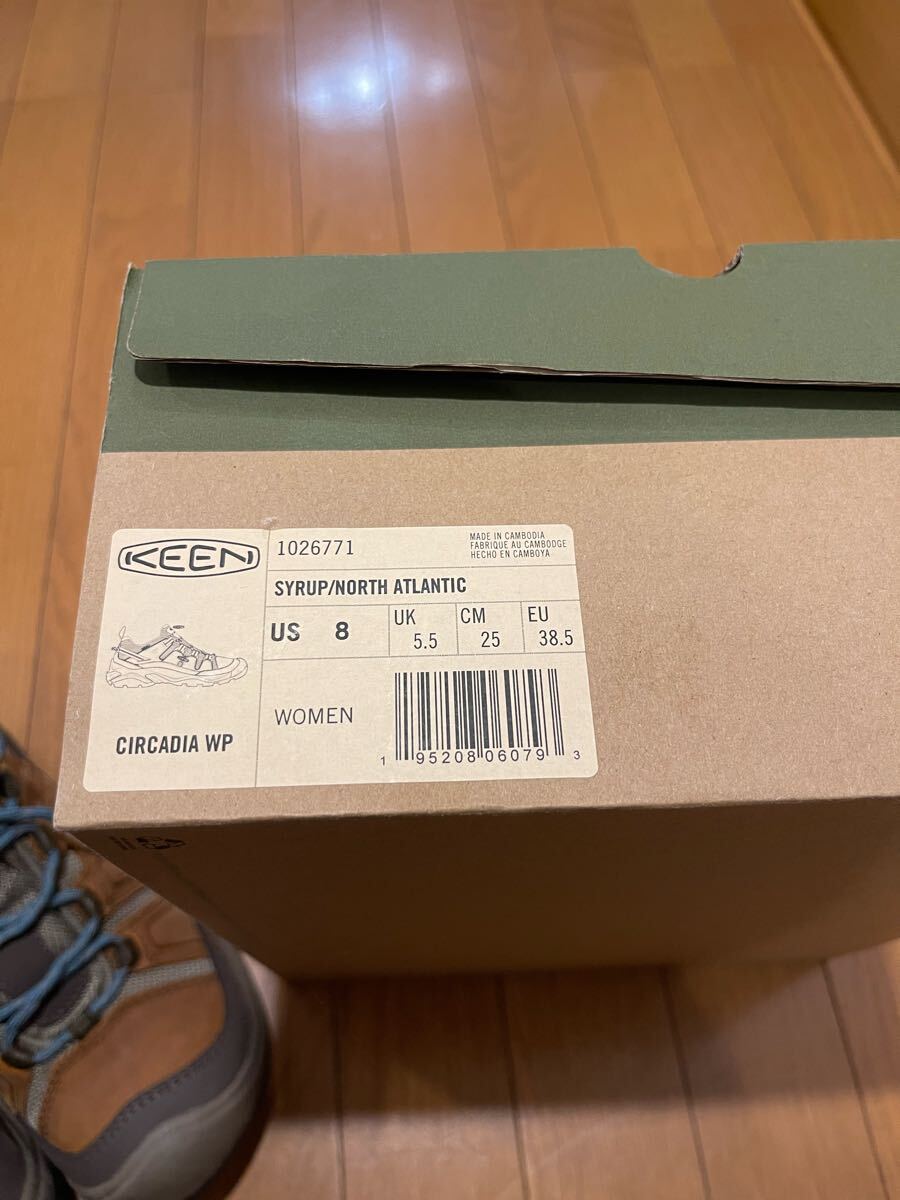 KEEN
1026771
MADE IN CAMBODIA
FABRIQUE AU CAMBODGE
HECHO EN CAMBOYA
SYRUP/NORTH ATLANTIC
US 8
UK 5.5
CM 25
EU 38.5
WOMEN
CIRCADIA WP
1 95208 06079 3